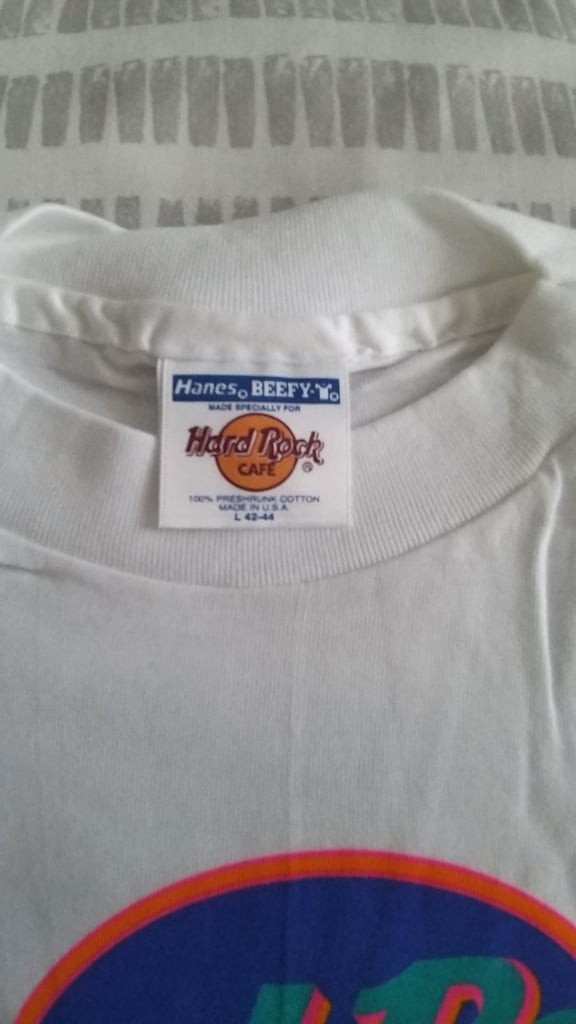 Hanes® BEEFY-T®
MADE SPECIALLY FOR
Hard Rock
CAFE ®
100% PRESHRUNK COTTON
MADE IN U.S.A.
L 42-44